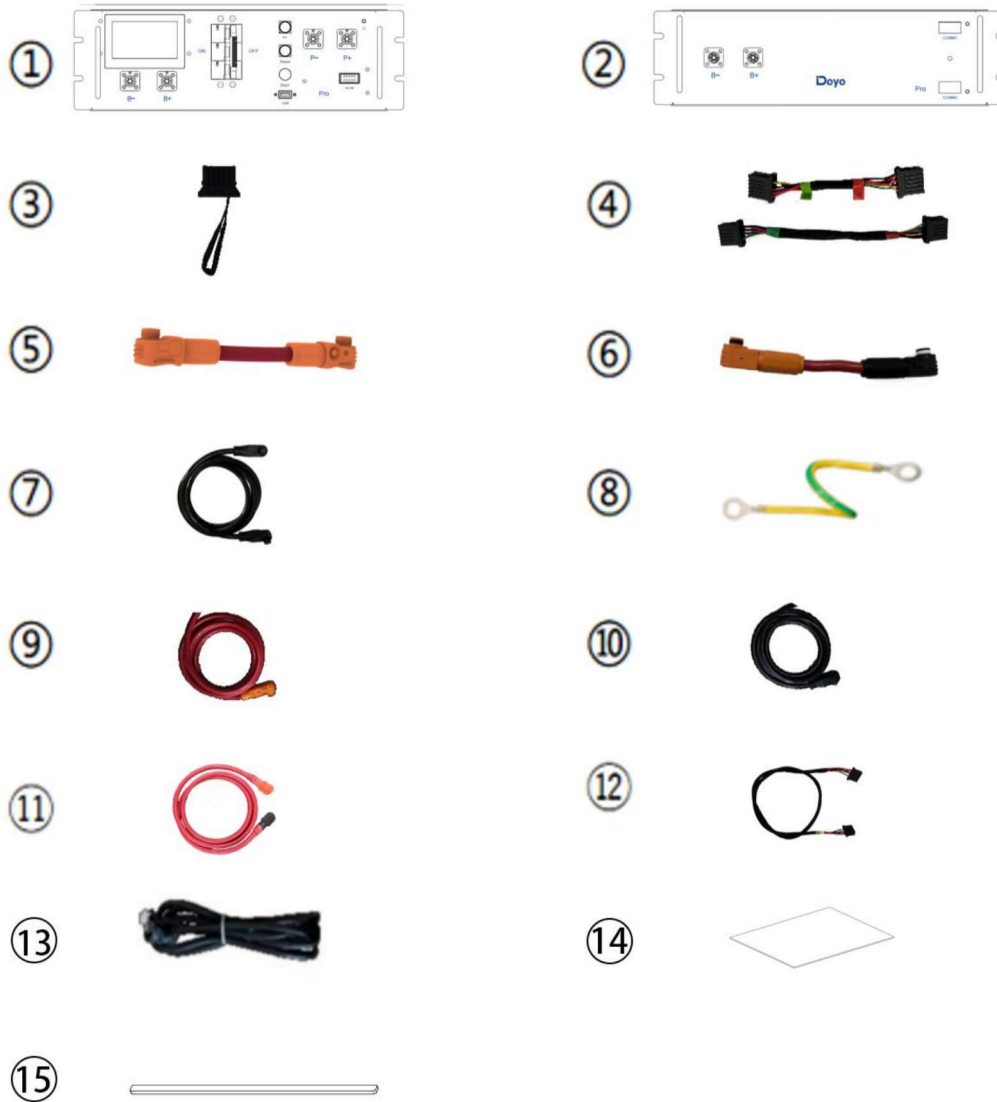 ①
ON
OFF
P-
P+
B-
B+
Pro
②
B-
B+
Deye
Pro
③
④
⑤
⑥
⑦
⑧
⑨
⑩
⑪
⑫
⑬
⑭
⑮